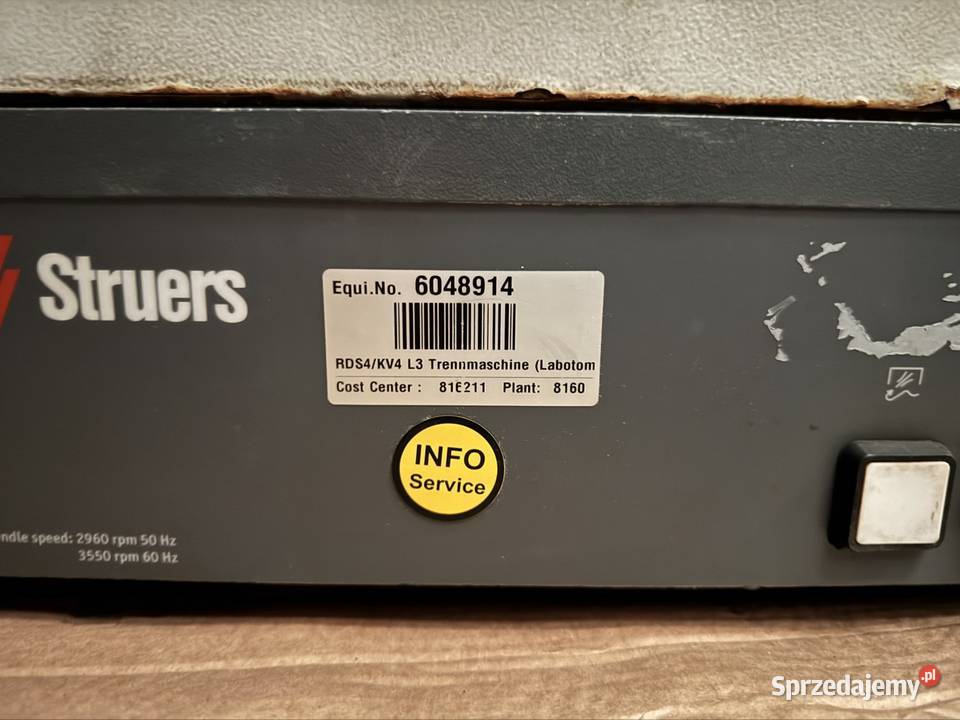 Struers
Equi.No. 6048914
RDS4/KV4 L3 Trennmaschine (Labotom
Cost Center : 816211 Plant: 8160
INFO
Service
ndle speed: 2960 rpm 50 Hz
3550 rpm 60 Hz
Sprzedajemy.pl